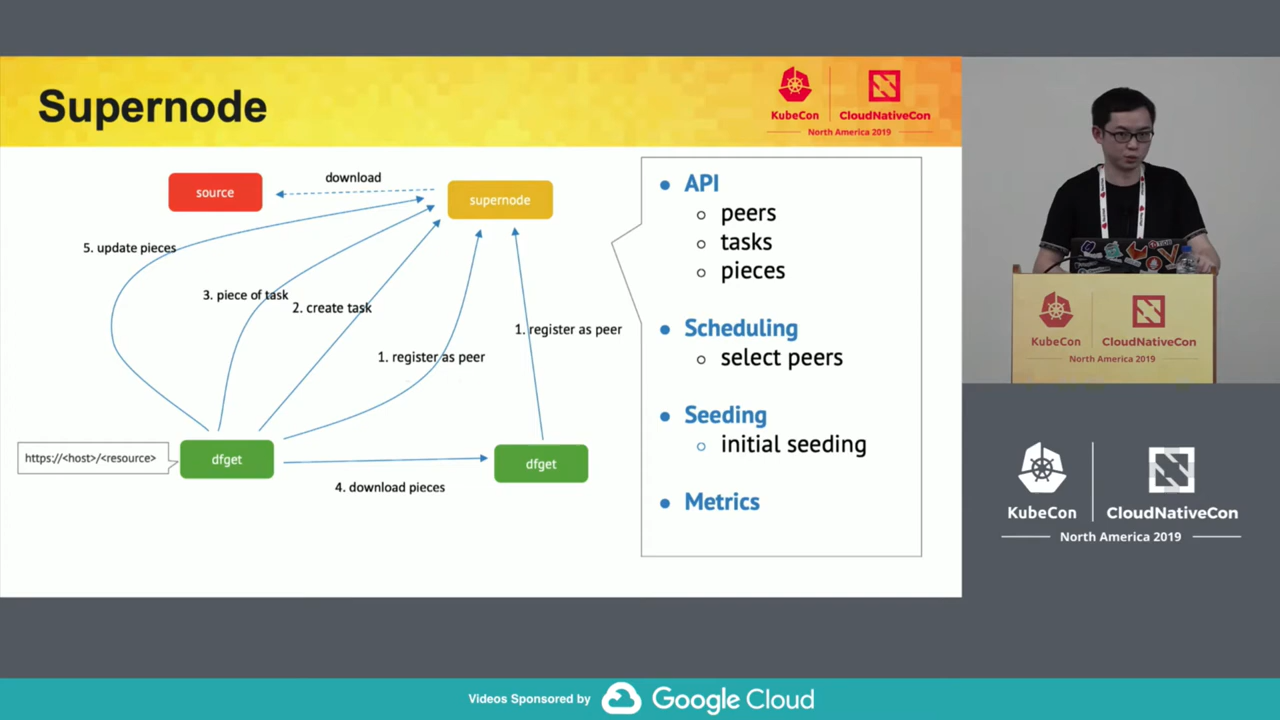 Supernode
KubeCon
CloudNativeCon
North America 2019
source
download
supernode
5. update pieces
3. piece of task
2. create task
1. register as peer
1. register as peer
https://<host>/<resource>
dfget
dfget
4. download pieces
API
peers
tasks
pieces
Scheduling
select peers
Seeding
initial seeding
Metrics
KubeCon
CloudNativeCon
North America 2019
KubeCon
CloudNativeCon
North America 2019
Videos Sponsored by
Google Cloud